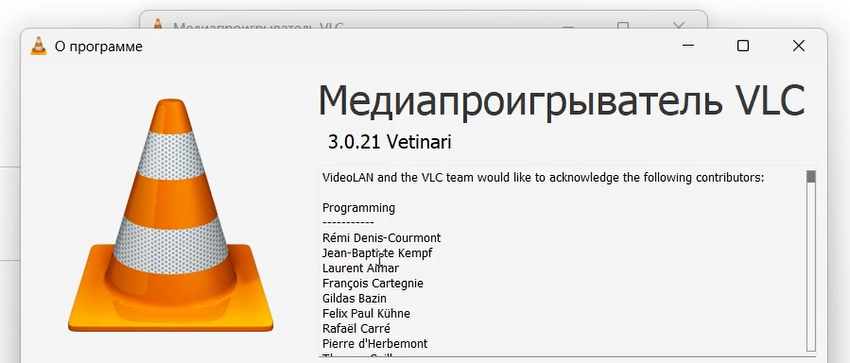 Медиапроигрыватель VLC
О программе
Медиапроигрыватель VLC
3.0.21 Vetinari
VideoLAN and the VLC team would like to acknowledge the following contributors:
Programming
-----------
Rémi Denis-Courmont
Jean-Baptiste Kempf
Laurent Aimar
François Cartegnie
Gildas Bazin
Felix Paul Kühne
Rafaël Carré
Pierre d'Herbemont